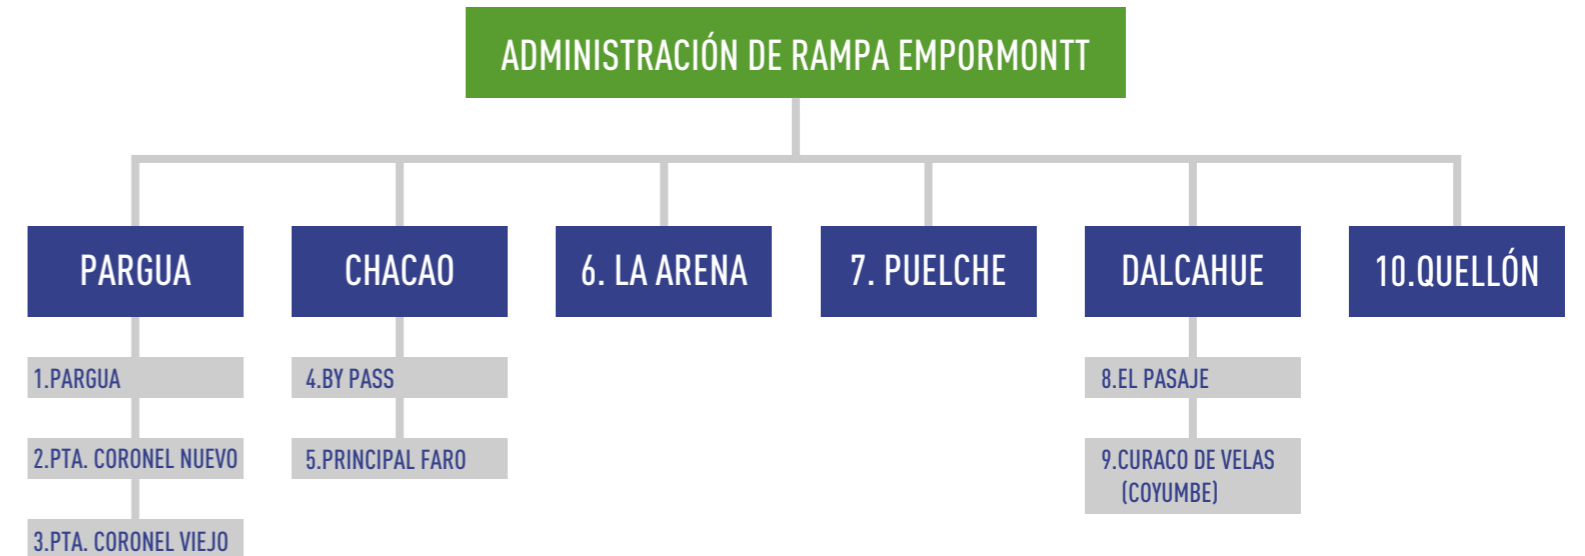 ADMINISTRACIÓN DE RAMPA EMPORMONTT
PARGUA
CHACAO
6. LA ARENA
7. PUELCHE
DALCAHUE
10.QUELLÓN
1.PARGUA
4.BY PASS
8.EL PASAJE
2.PTA. CORONEL NUEVO
5.PRINCIPAL FARO
9.CURACO DE VELAS
(COYUMBE)
3.PTA. CORONEL VIEJO